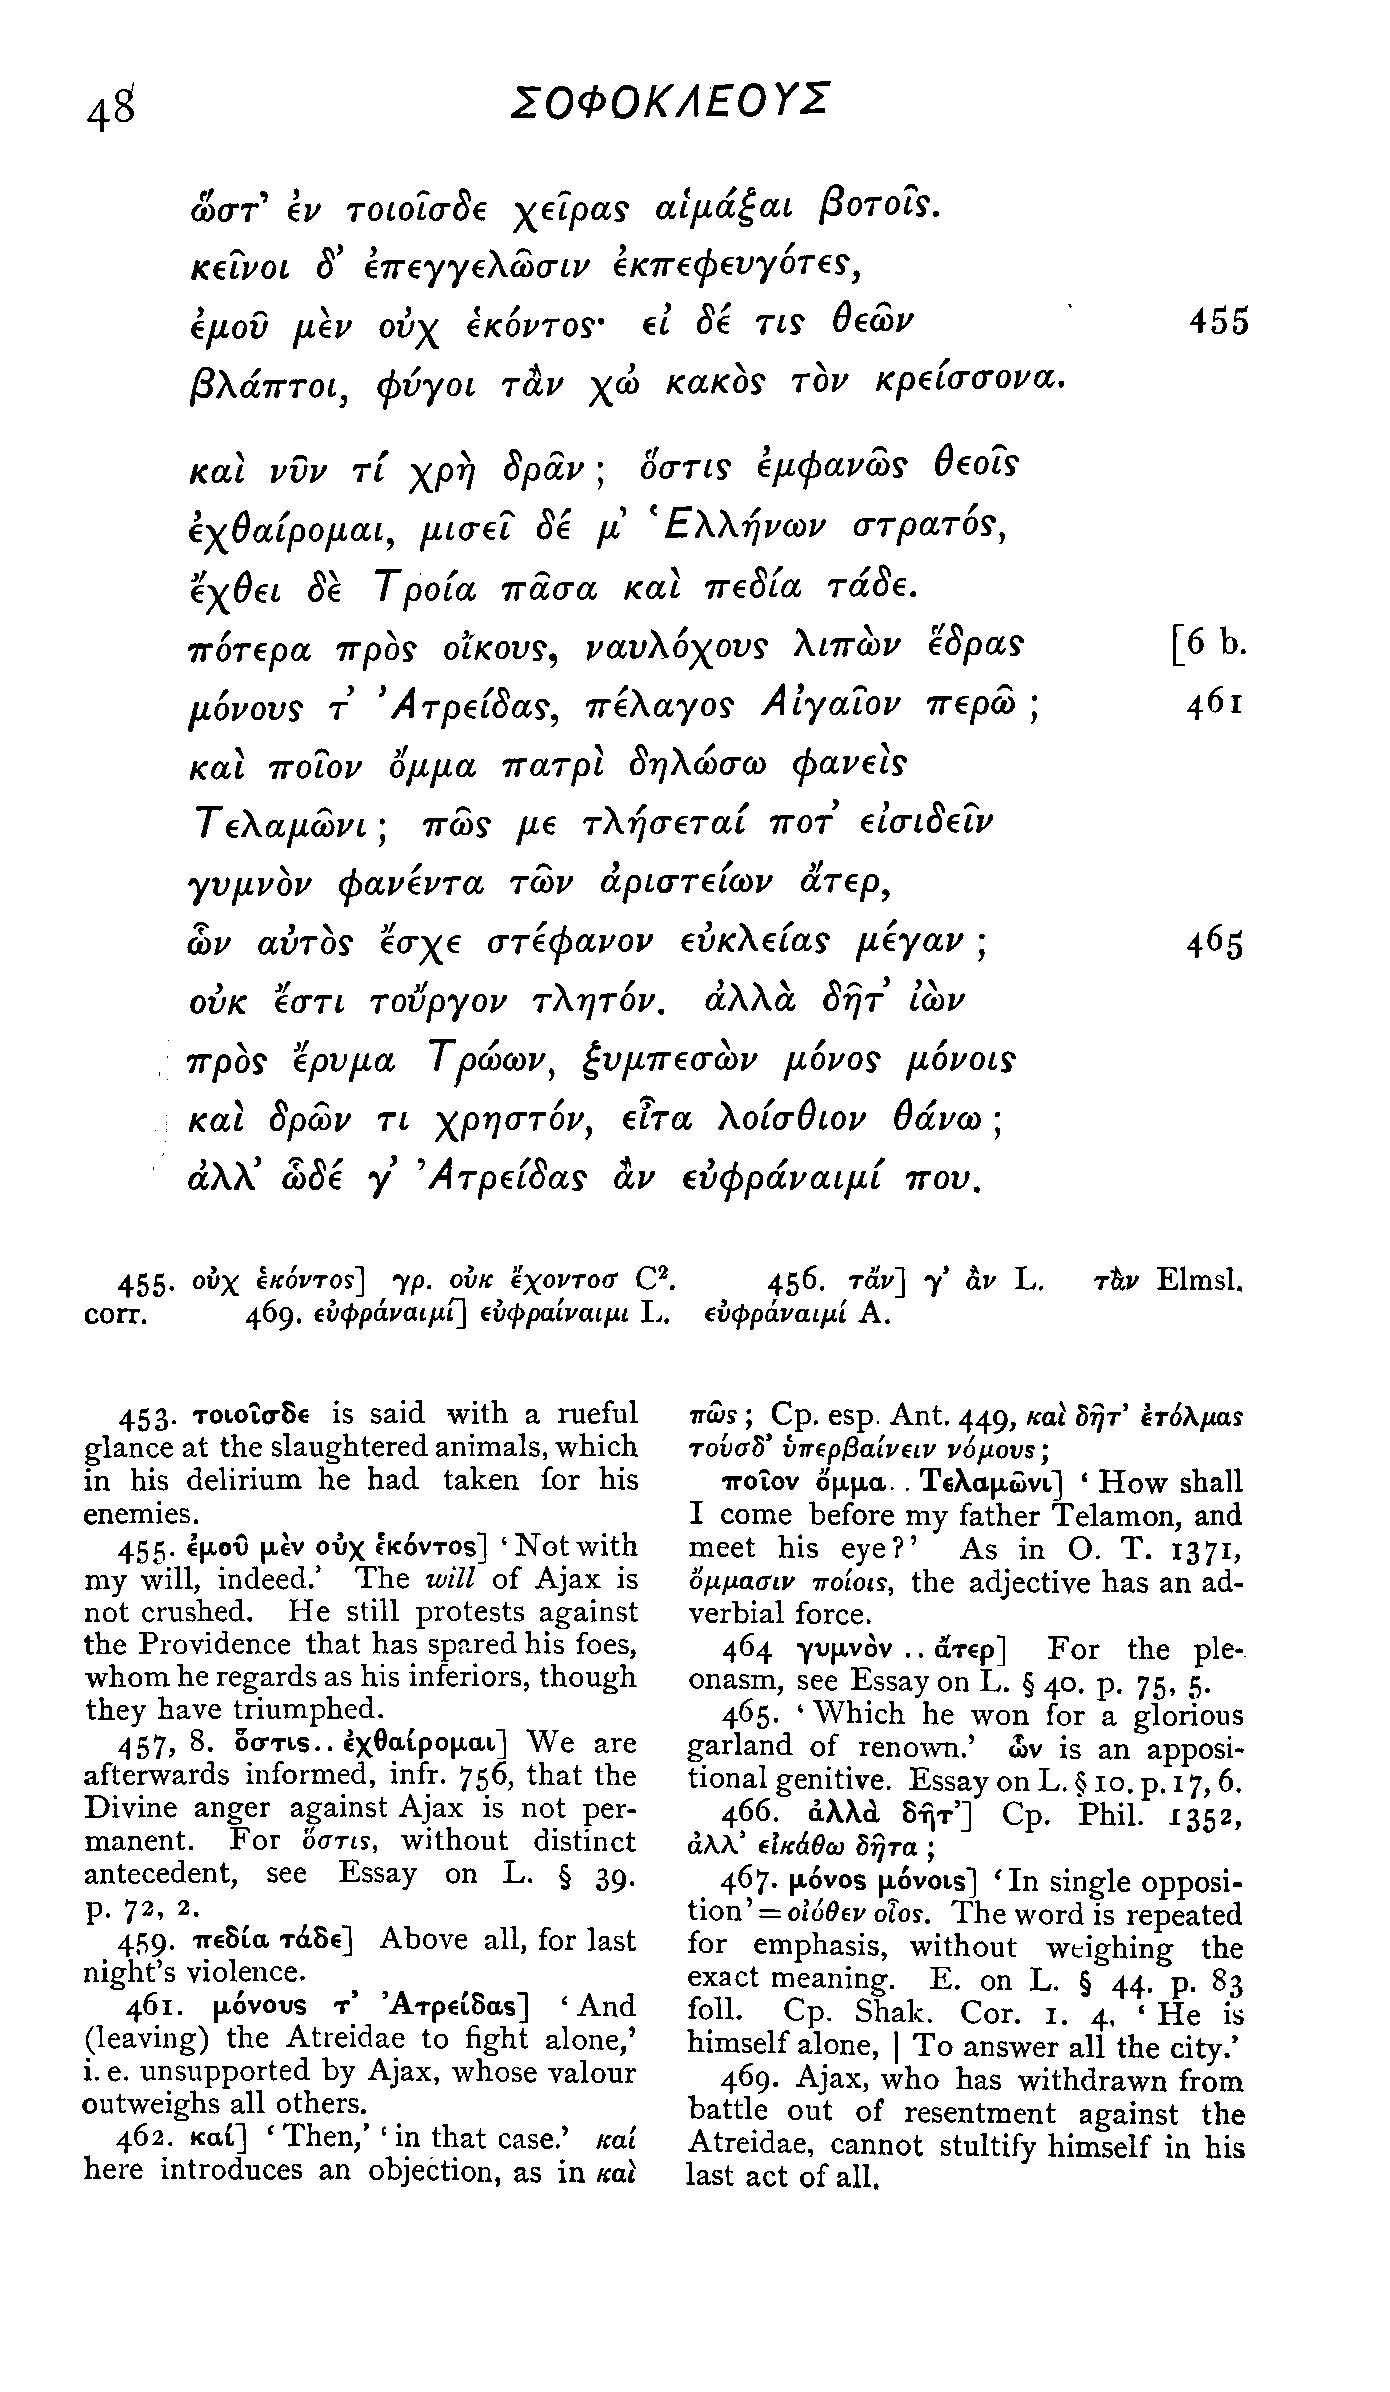 48
ΣΟΦΟΚΛΕΟΥΣ
ὥστ’ ἐν τοιοῖσδε χεῖρας αἱμάξαι βοτοῖς.
κεῖνοι δ’ ἐπεγγελῶσιν ἐκπεφευγότες,
ἐμοῦ μὲν οὐχ ἑκόντος· εἰ δέ τις θεῶν 455
βλάπτοι, φύγοι τἂν χὠ κακὸς τὸν κρείσσονα.
καὶ νῦν τί χρὴ δρᾶν; ὅστις ἐμφανῶς θεοῖς
ἐχθαίρομαι, μισεῖ δέ μ’ Ἑλλήνων στρατός,
ἔχθει δὲ Τροία πᾶσα καὶ πεδία τάδε.
πότερα πρὸς οἴκους, ναυλόχους λιπὼν ἕδρας [6 b.
μόνους τ’ Ἀτρείδας, πέλαγος Αἰγαῖον περῶ; 461
καὶ ποῖον ὄμμα πατρὶ δηλώσω φανεὶς
Τελαμῶνι; πῶς με τλήσεταί ποτ’ εἰσιδεῖν
γυμνὸν φανέντα τῶν ἀριστείων ἄτερ,
ὧν αὐτὸς ἔσχε στέφανον εὐκλείας μέγαν; 465
οὐκ ἔστι τοὔργον τλητόν. ἀλλὰ δῆτ’ ἰὼν
πρὸς ἔρυμα Τρώων, ξυμπεσὼν μόνος μόνοις
καὶ δρῶν τι χρηστόν, εἶτα λοίσθιον θάνω;
ἀλλ’ ὧδέ γ’ Ἀτρείδας ἂν εὐφράναιμί που.
455. οὐχ ἑκόντος] γρ. οὐκ ἔχοντοσ C². 456. τἄν] γ’ ἂν L. τἂν Elmsl.
corr. 469. εὐφράναιμί] εὐφραίναιμι L. εὐφράναιμί A.
453. τοιοῖσδε is said with a rueful
glance at the slaughtered animals, which
in his delirium he had taken for his
enemies.
455. ἐμοῦ μὲν οὐχ ἑκόντος] ‘Not with
my will, indeed.’ The will of Ajax is
not crushed. He still protests against
the Providence that has spared his foes,
whom he regards as his inferiors, though
they have triumphed.
457, 8. ὅστις.. ἐχθαίρομαι] We are
afterwards informed, infr. 756, that the
Divine anger against Ajax is not per-
manent. For ὅστις, without distinct
antecedent, see Essay on L. § 39.
p. 72, 2.
459. πεδία τάδε] Above all, for last
night’s violence.
461. μόνους τ’ Ἀτρείδας] ‘And
(leaving) the Atreidae to fight alone,’
i. e. unsupported by Ajax, whose valour
outweighs all others.
462. καί] ‘Then,’ ‘in that case.’ καί
here introduces an objection, as in καὶ
πῶς; Cp. esp. Ant. 449, καὶ δῆτ’ ἐτόλμας
τούσδ’ ὑπερβαίνειν νόμους;
ποῖον ὄμμα.. Τελαμῶνι] ‘How shall
I come before my father Telamon, and
meet his eye?’ As in O. T. 1371,
ὄμμασιν ποίοις, the adjective has an ad-
verbial force.
464 γυμνὸν .. ἄτερ] For the ple-
onasm, see Essay on L. § 40. p. 75, 5.
465. ‘Which he won for a glorious
garland of renown.’ ὧν is an apposi-
tional genitive. Essay on L. § 10. p. 17, 6.
466. ἀλλὰ δῆτ’] Cp. Phil. 1352,
ἀλλ’ εἰκάθω δῆτα;
467. μόνος μόνοις] ‘In single opposi-
tion’ = οἰόθεν οἶος. The word is repeated
for emphasis, without weighing the
exact meaning. E. on L. § 44. p. 83
foll. Cp. Shak. Cor. 1. 4, ‘He is
himself alone, | To answer all the city.’
469. Ajax, who has withdrawn from
battle out of resentment against the
Atreidae, cannot stultify himself in his
last act of all.